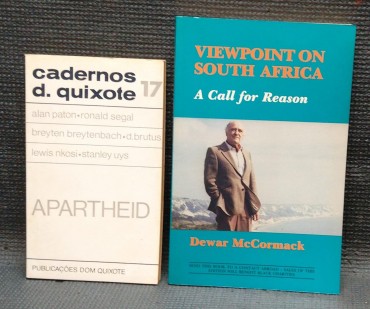 cadernos
d. quixote 17
alan paton•ronald segal
breyten breytenbach•d.brutus
lewis nkosi•stanley uys
APARTHEID
PUBLICAÇÕES DOM QUIXOTE
VIEWPOINT ON
SOUTH AFRICA
A Call for Reason
Dewar McCormack